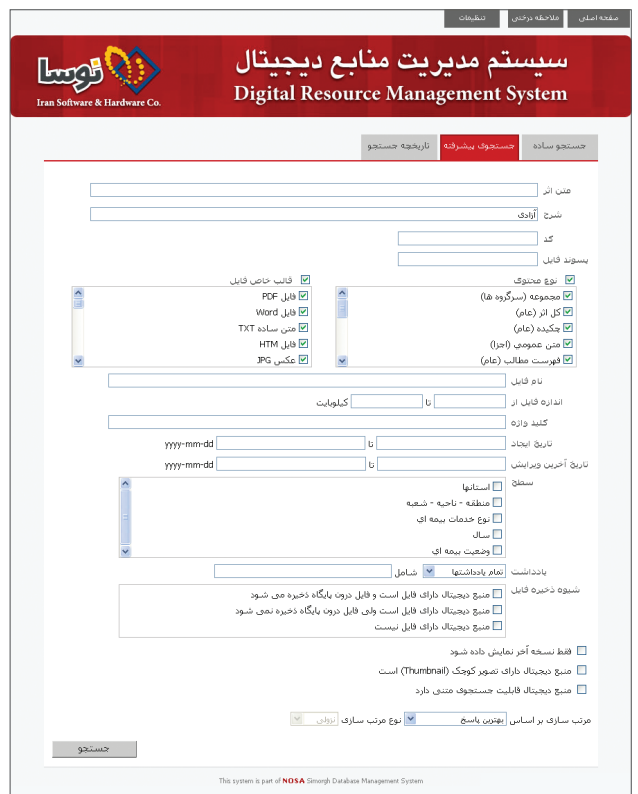 صفحه اصلی ملاحظه درختی تنظیمات
سیستم مدیریت منابع دیجیتال
Digital Resource Management System
نوسا
Iran Software & Hardware Co.
جستجو ساده جستجوی پیشرفته تاریخچه جستجو
متن اثر
شرح آزادی
کد
پسوند فایل
نوع محتوی قالب خاص فایل
مجموعه (سرگروه ها) فایل PDF
کل اثر (عام) فایل Word
چکیده (عام) متن ساده TXT
متن عمومی (اجزا) فایل HTM
فهرست مطالب (عام) عکس JPG
نام فایل
اندازه فایل از تا کیلوبایت
کلید واژه
تاریخ ایجاد تا yyyy-mm-dd
تاریخ آخرین ویرایش تا yyyy-mm-dd
سطح استانها
منطقه - ناحیه - شعبه
نوع خدمات بیمه ای
سال
وضعیت بیمه ای
یادداشت تمام یادداشتها شامل
شیوه ذخیره فایل منبع دیجیتال دارای فایل است و فایل درون پایگاه ذخیره می شود
منبع دیجیتال دارای فایل است ولی فایل درون پایگاه ذخیره نمی شود
منبع دیجیتال دارای فایل نیست
فقط نسخه آخر نمایش داده شود
منبع دیجیتال دارای تصویر کوچک (Thumbnail) است
منبع دیجیتال قابلیت جستجوی متنی دارد
مرتب سازی بر اساس بهترین پاسخ نوع مرتب سازی نزولی
جستجو
This system is part of NOSA Simorgh Database Management System